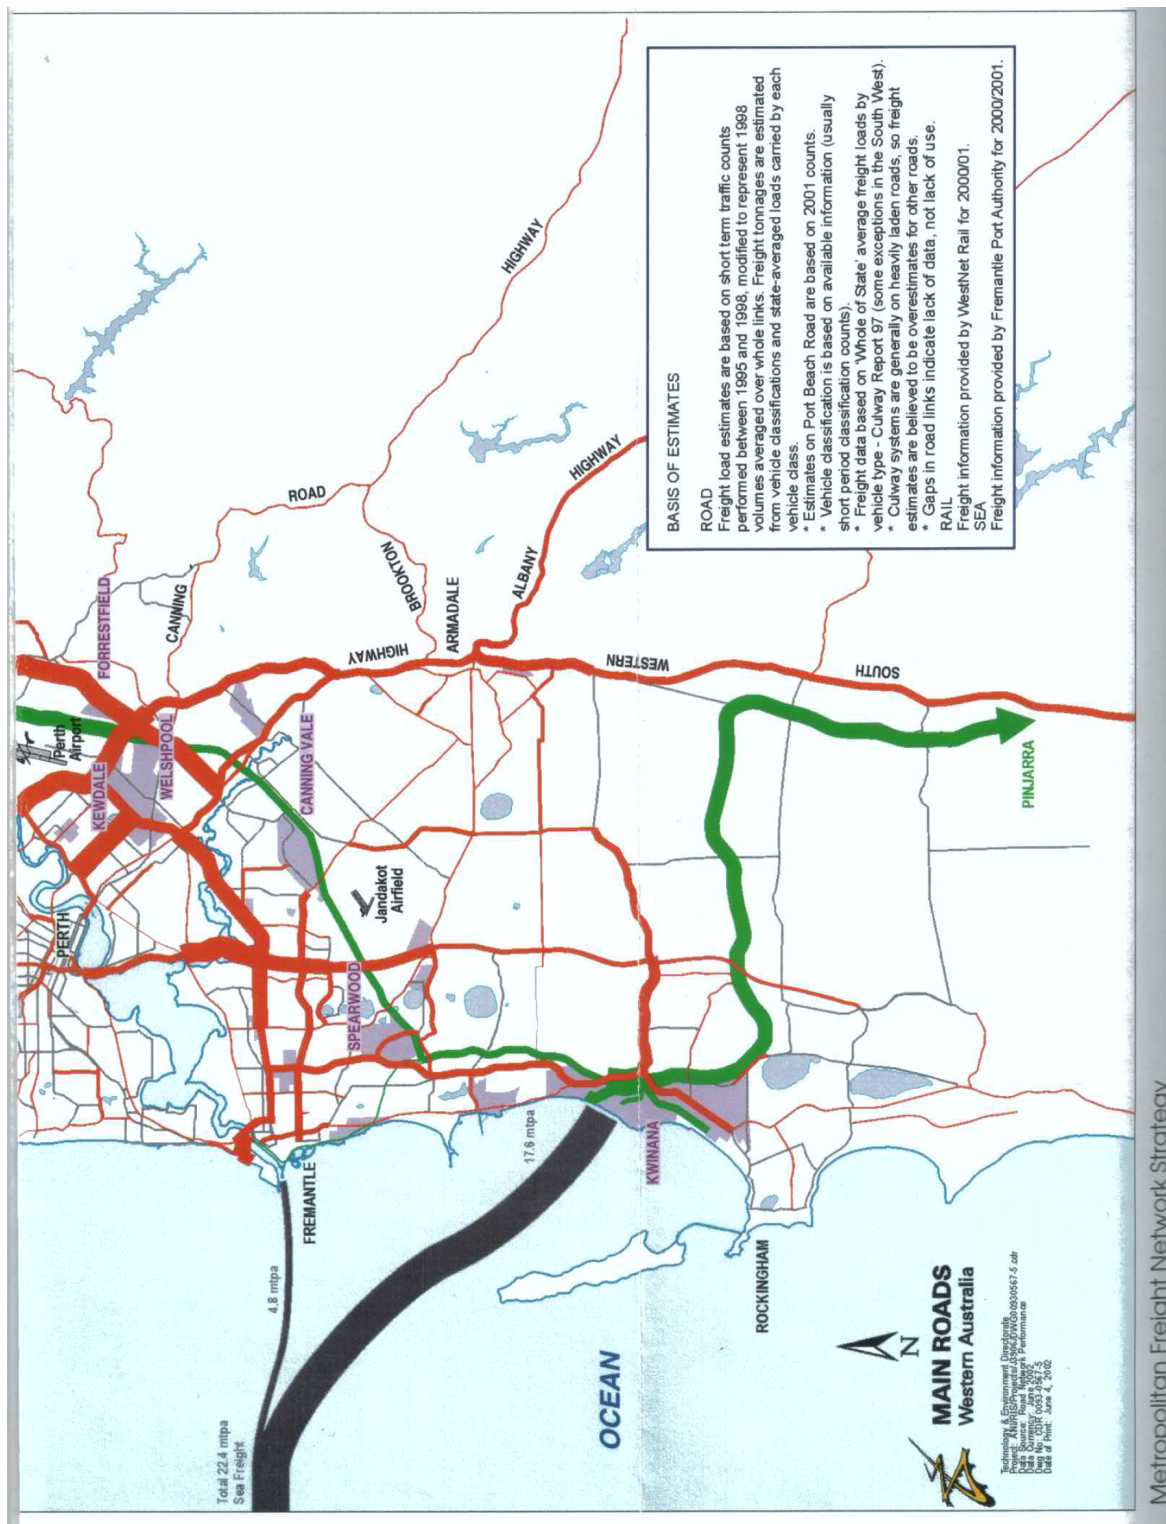 FORRESTFIELD
Perth
Airport
KEWDALE
WELSHPOOL
PERTH
CANNING
ROAD
HIGHWAY
BROOKTON
HIGHWAY
CANNING VALE
ARMADALE
ALBANY
HIGHWAY
Jandakot
Airfield
SPEARWOOD
SOUTH
WESTERN
PINJARRA
FREMANTLE
KWINANA
ROCKINGHAM
OCEAN
4.8 mtpa
17.6 mtpa
Total 22.4 mtpa
Sea Freight
BASIS OF ESTIMATES
ROAD
Freight load estimates are based on short term traffic counts
performed between 1995 and 1998, modified to represent 1998
volumes averaged over whole links. Freight tonnages are estimated
from vehicle classifications and state-averaged loads carried by each
vehicle class.
* Estimates on Port Beach Road are based on 2001 counts.
* Vehicle classification is based on available information (usually
short period classification counts).
* Freight data based on 'Whole of State' average freight loads by
vehicle type - Culway Report 97 (some exceptions in the South West).
* Culway systems are generally on heavily laden roads, so freight
estimates are believed to be overestimates for other roads.
* Gaps in road links indicate lack of data, not lack of use.
RAIL
Freight information provided by WestNet Rail for 2000/01.
SEA
Freight information provided by Fremantle Port Authority for 2000/2001.
N
MAIN ROADS
Western Australia
Technology & Environment Directorate
Data Source: Road Network Performance
Data Currency: June 2002
Date of Print: June 4, 2002
Metropolitan Freight Network Strategy